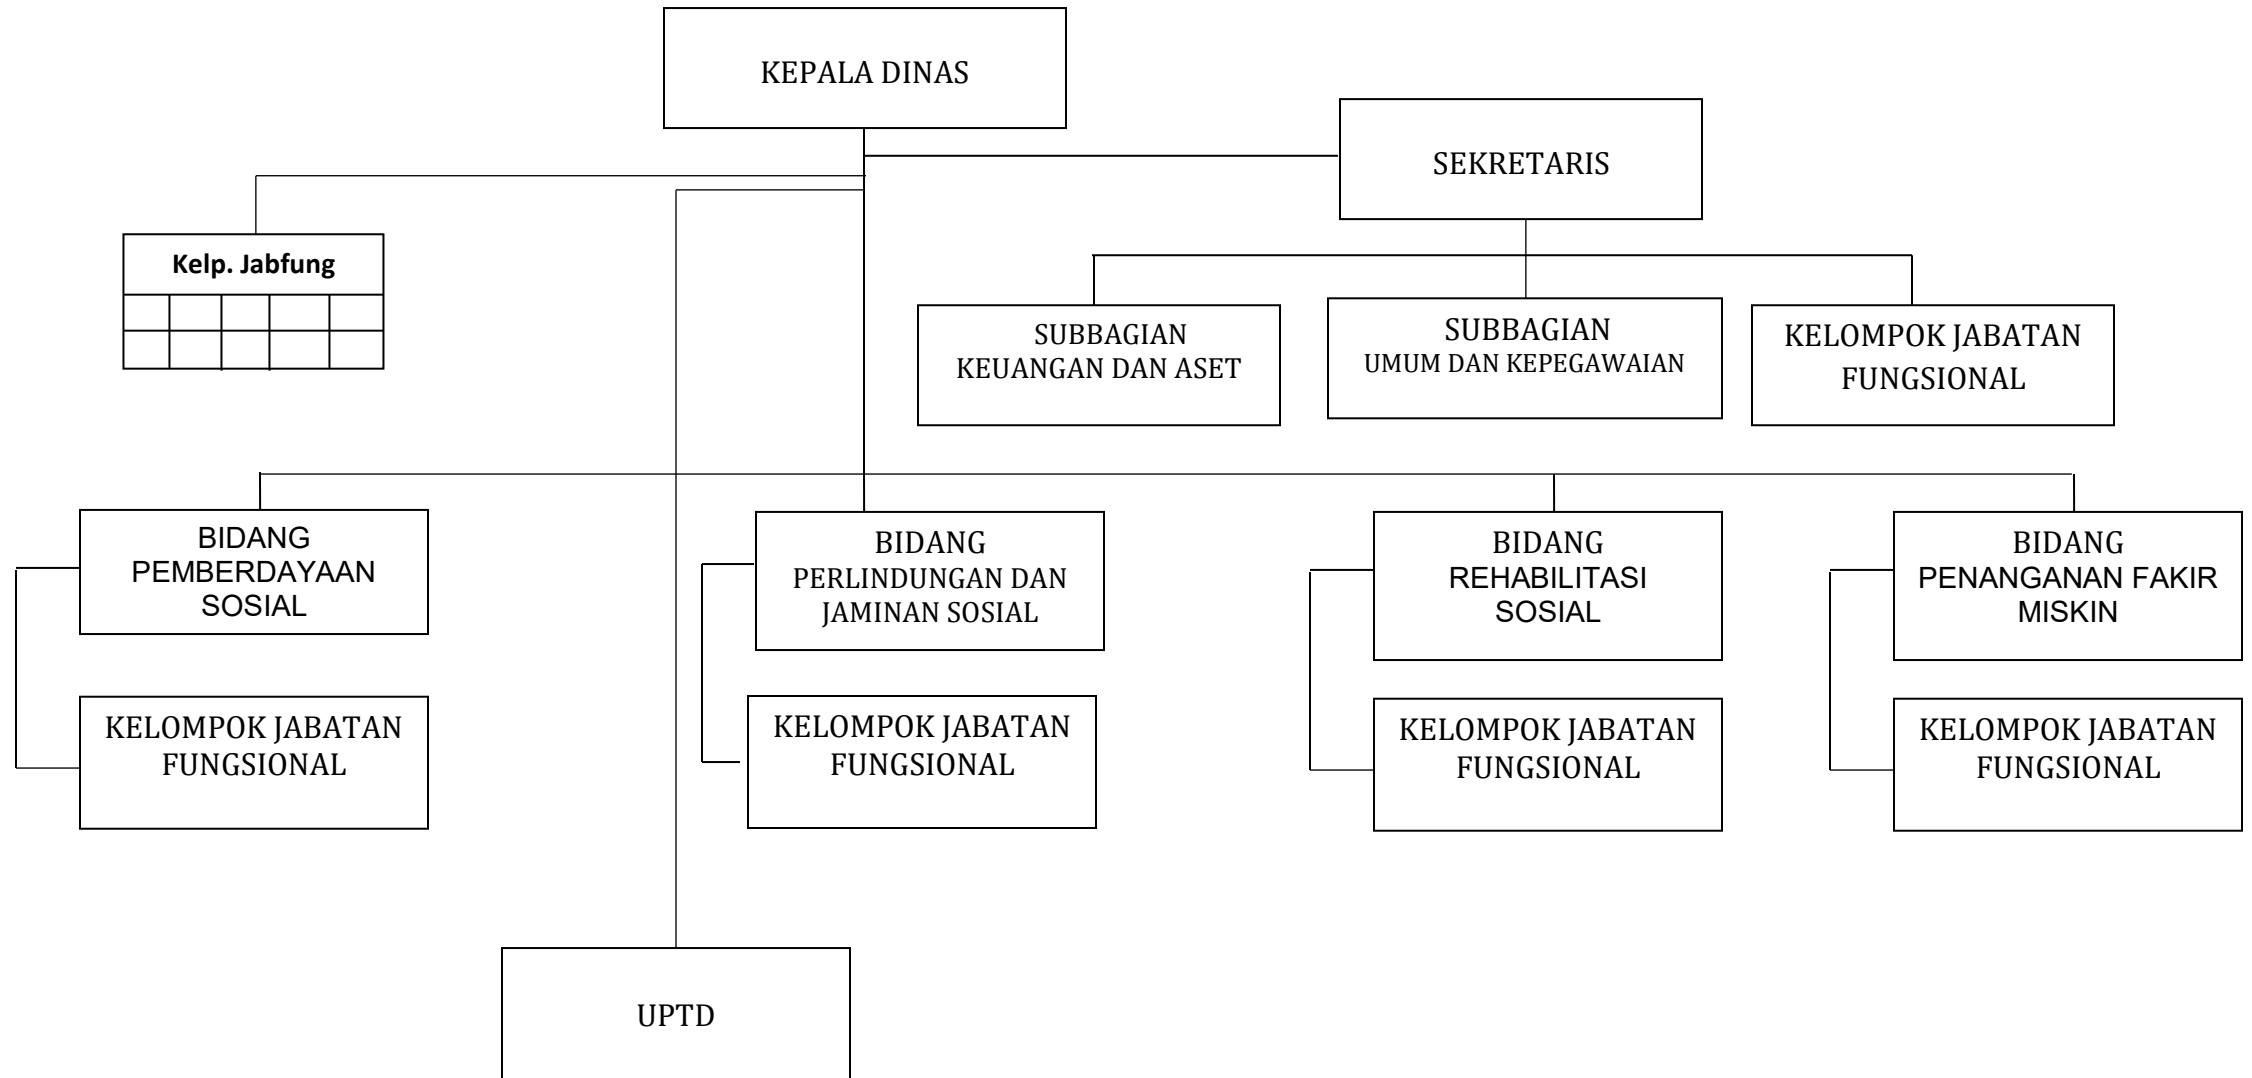 KEPALA DINAS
SEKRETARIS
Kelp. Jabfung
SUBBAGIAN
KEUANGAN DAN ASET
SUBBAGIAN
UMUM DAN KEPEGAWAIAN
KELOMPOK JABATAN
FUNGSIONAL
BIDANG
PEMBERDAYAAN
SOSIAL
BIDANG
PERLINDUNGAN DAN
JAMINAN SOSIAL
BIDANG
REHABILITASI
SOSIAL
BIDANG
PENANGANAN FAKIR
MISKIN
KELOMPOK JABATAN
FUNGSIONAL
KELOMPOK JABATAN
FUNGSIONAL
KELOMPOK JABATAN
FUNGSIONAL
KELOMPOK JABATAN
FUNGSIONAL
UPTD